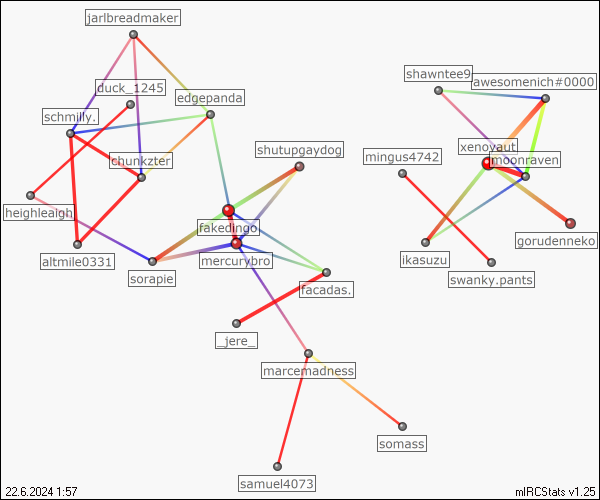 jarlbreadmaker
shawntee9
awesomenich#0000
duck_1245
edgepanda
schmilly.
xenoyaut
shutupgaydog
mingus4742
moonraven
chunkzter
heighleaigh
fakedingo
gorudenneko
altmile0331
mercurybro
ikasuzu
sorapie
facadas.
swanky.pants
_jere_
marcemadness
somass
samuel4073
22.6.2024 1:57
mIRCStats v1.25